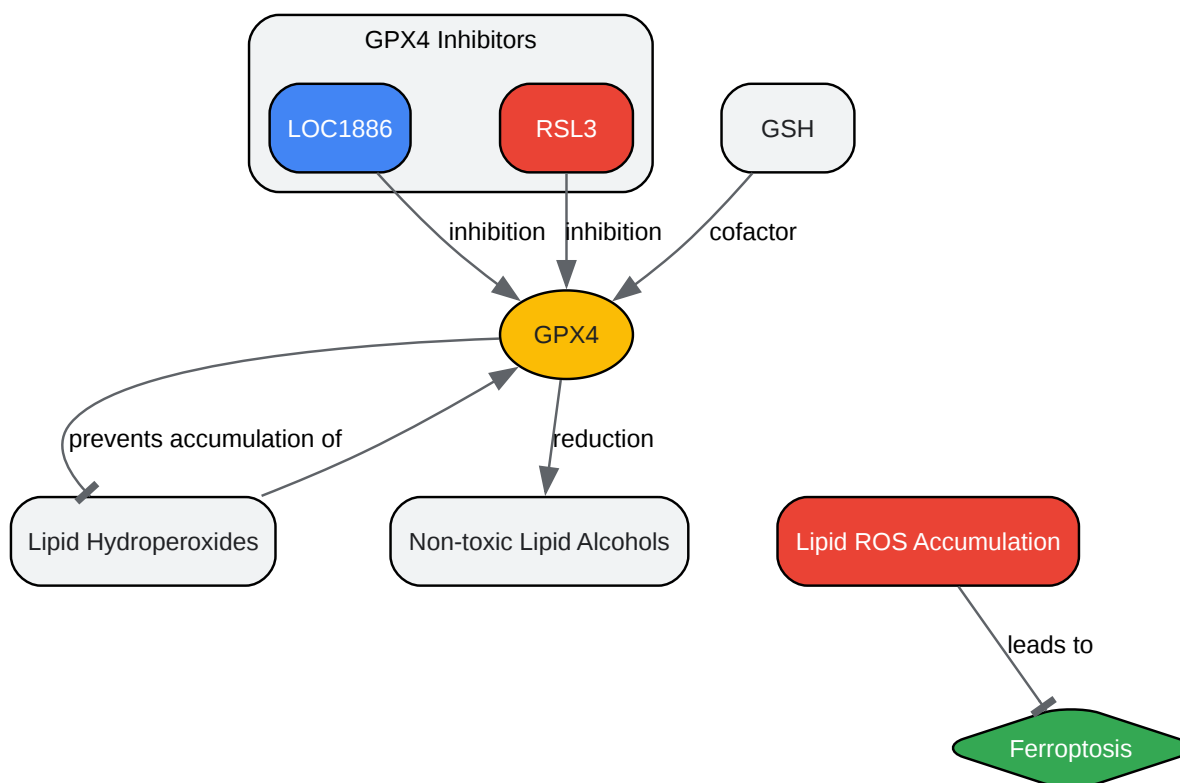 GPX4 Inhibitors
LOC1886
RSL3
GSH
inhibition
inhibition
cofactor
GPX4
prevents accumulation of
reduction
Lipid Hydroperoxides
Non-toxic Lipid Alcohols
Lipid ROS Accumulation
leads to
Ferroptosis